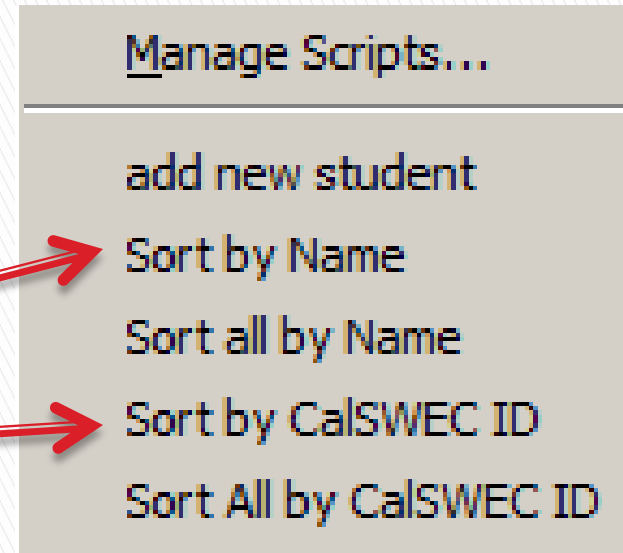 Manage Scripts...
add new student
Sort by Name
Sort all by Name
Sort by CalSWEC ID
Sort All by CalSWEC ID